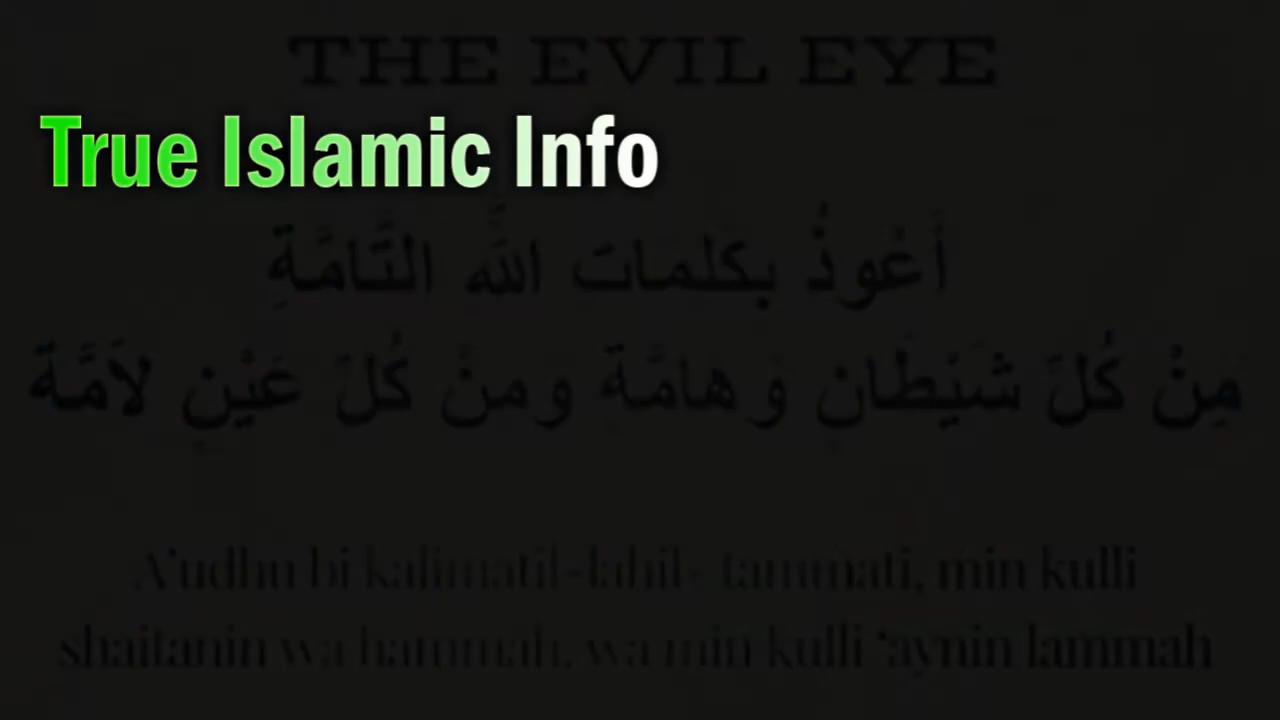 THE EVIL EYE
True Islamic Info
أَعُوذُ بِكَلِمَاتِ اللَّهِ التَّامَّةِ
مِنْ كُلِّ شَيْطَانٍ وَهَامَّةٍ وَمِنْ كُلِّ عَيْنٍ لاَمَّةٍ
A'udhu bi kalimatil-lahil- tammati, min kulli
shaitanin wa hammah, wa min kulli 'aynin lammah